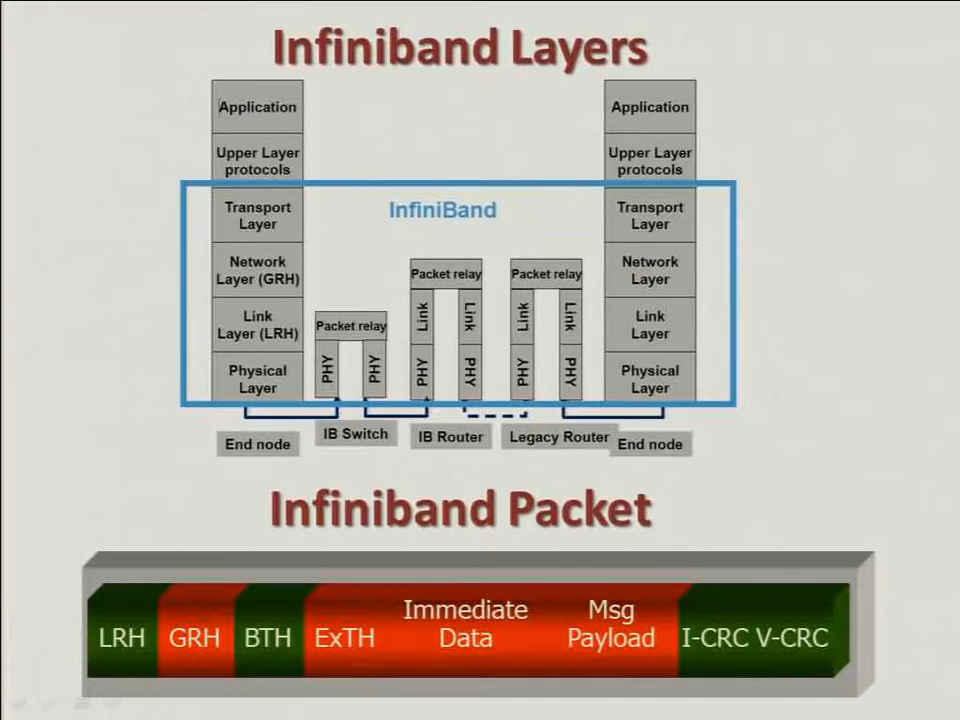 Infiniband Layers
Application
Upper Layer
protocols
Transport
Layer
Network
Layer (GRH)
Link
Layer (LRH)
Physical
Layer
InfiniBand
Packet relay
PHY
PHY
Packet relay
Link
Link
PHY
PHY
Packet relay
Link
Link
PHY
PHY
Application
Upper Layer
protocols
Transport
Layer
Network
Layer
Link
Layer
Physical
Layer
End node
IB Switch
IB Router
Legacy Router
End node
Infiniband Packet
LRH
GRH
BTH
ExTH
Immediate
Data
Msg
Payload
I-CRC V-CRC